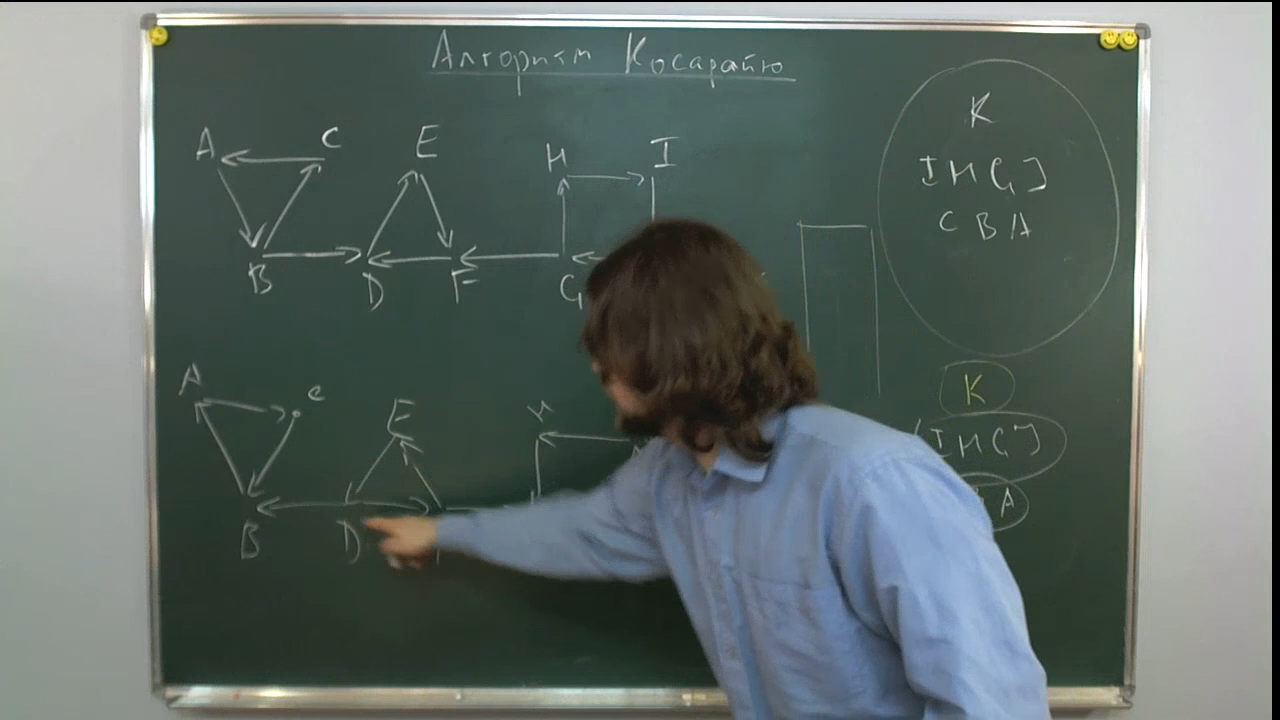 Алгоритм Косарайю
A C E H I
B D F G
K
I H G J
C B A
A C E H
B D
K
I H G J
A